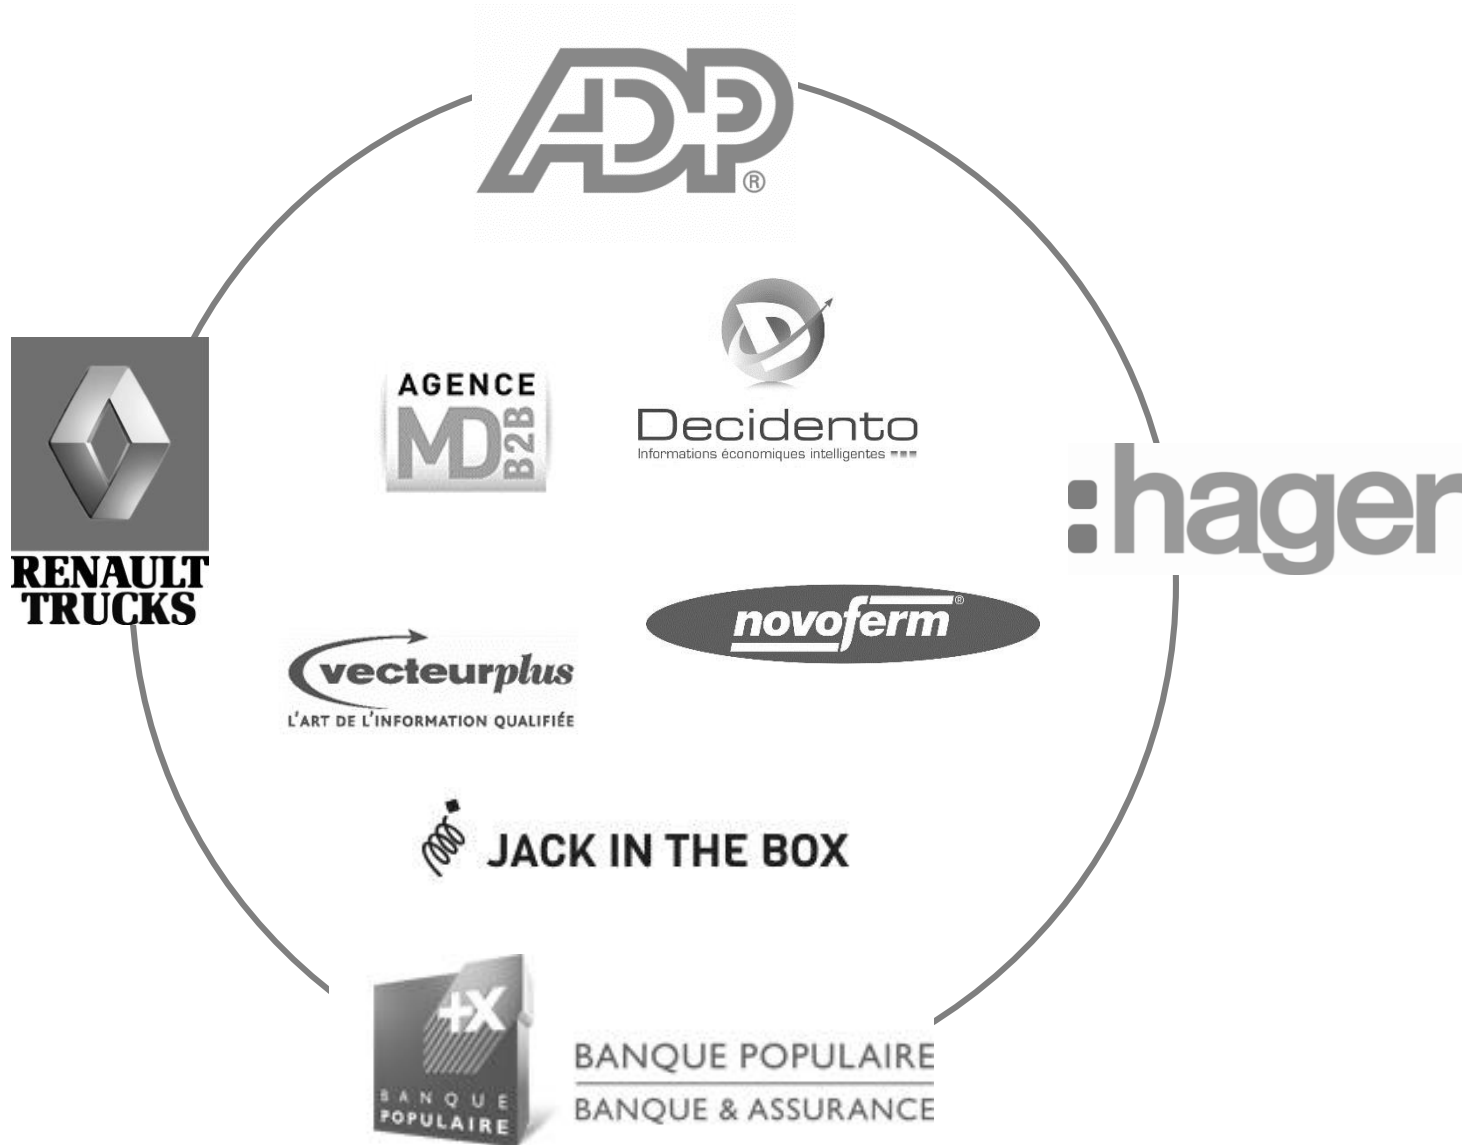 ADP®
Decidento
Informations économiques intelligentes
AGENCE
MD
B2B
RENAULT
TRUCKS
:hager
novoferm®
vecteurplus
L'ART DE L'INFORMATION QUALIFIÉE
JACK IN THE BOX
+X
BANQUE
POPULAIRE
BANQUE POPULAIRE
BANQUE & ASSURANCE